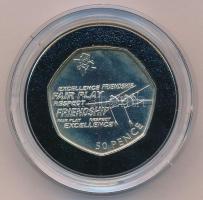 EXCELLENCE FRIENDSHIP
FAIR PLAY
RESPECT
FRIENDSHIP
FAIR PLAY RESPECT
EXCELLENCE
50 PENCE